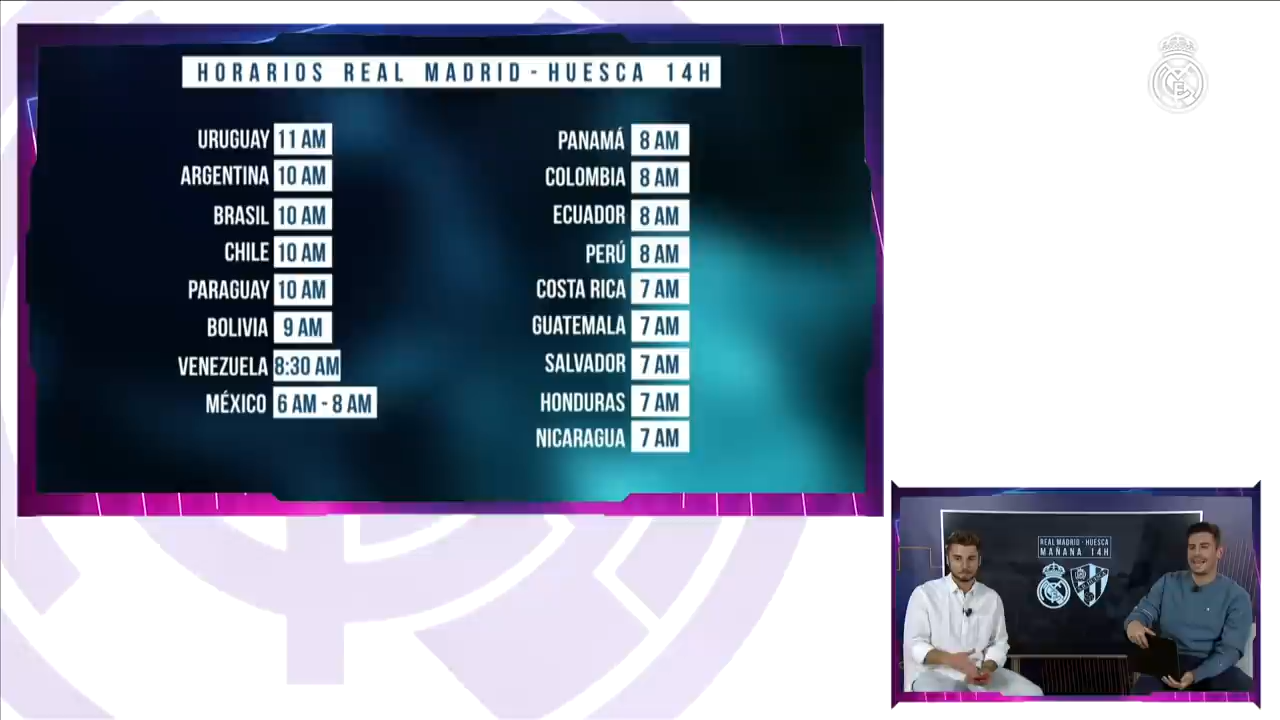 HORARIOS REAL MADRID - HUESCA 14H
URUGUAY 11 AM
ARGENTINA 10 AM
BRASIL 10 AM
CHILE 10 AM
PARAGUAY 10 AM
BOLIVIA 9 AM
VENEZUELA 8:30 AM
MÉXICO 6 AM - 8 AM
PANAMÁ 8 AM
COLOMBIA 8 AM
ECUADOR 8 AM
PERÚ 8 AM
COSTA RICA 7 AM
GUATEMALA 7 AM
SALVADOR 7 AM
HONDURAS 7 AM
NICARAGUA 7 AM
REAL MADRID - HUESCA
MAÑANA 14H